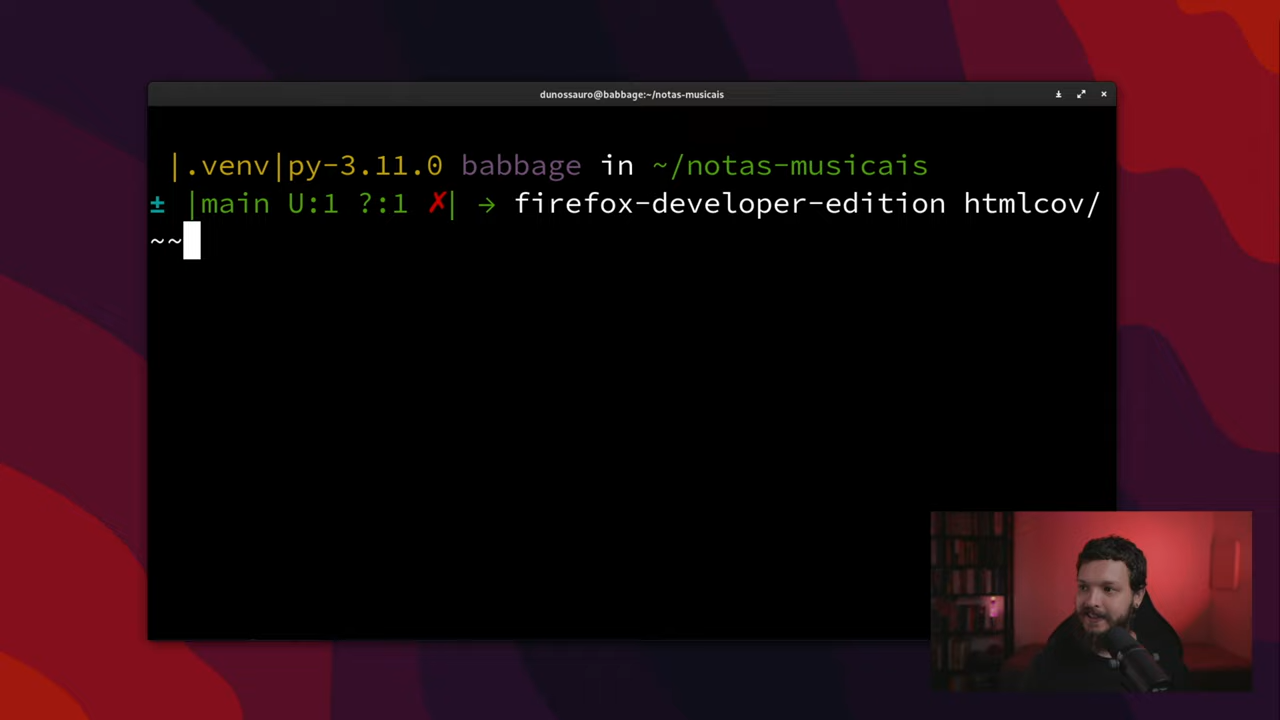 dunossauro@babbage:~/notas-musicais
|.venv|py-3.11.0 babbage in ~/notas-musicais
± |main U:1 ?:1 ✗| → firefox-developer-edition htmlcov/
~~